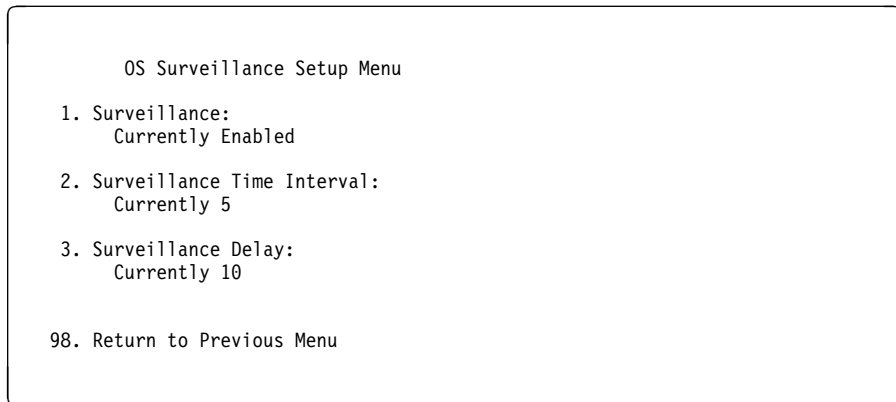 OS Surveillance Setup Menu
1. Surveillance:
Currently Enabled
2. Surveillance Time Interval:
Currently 5
3. Surveillance Delay:
Currently 10
98. Return to Previous Menu